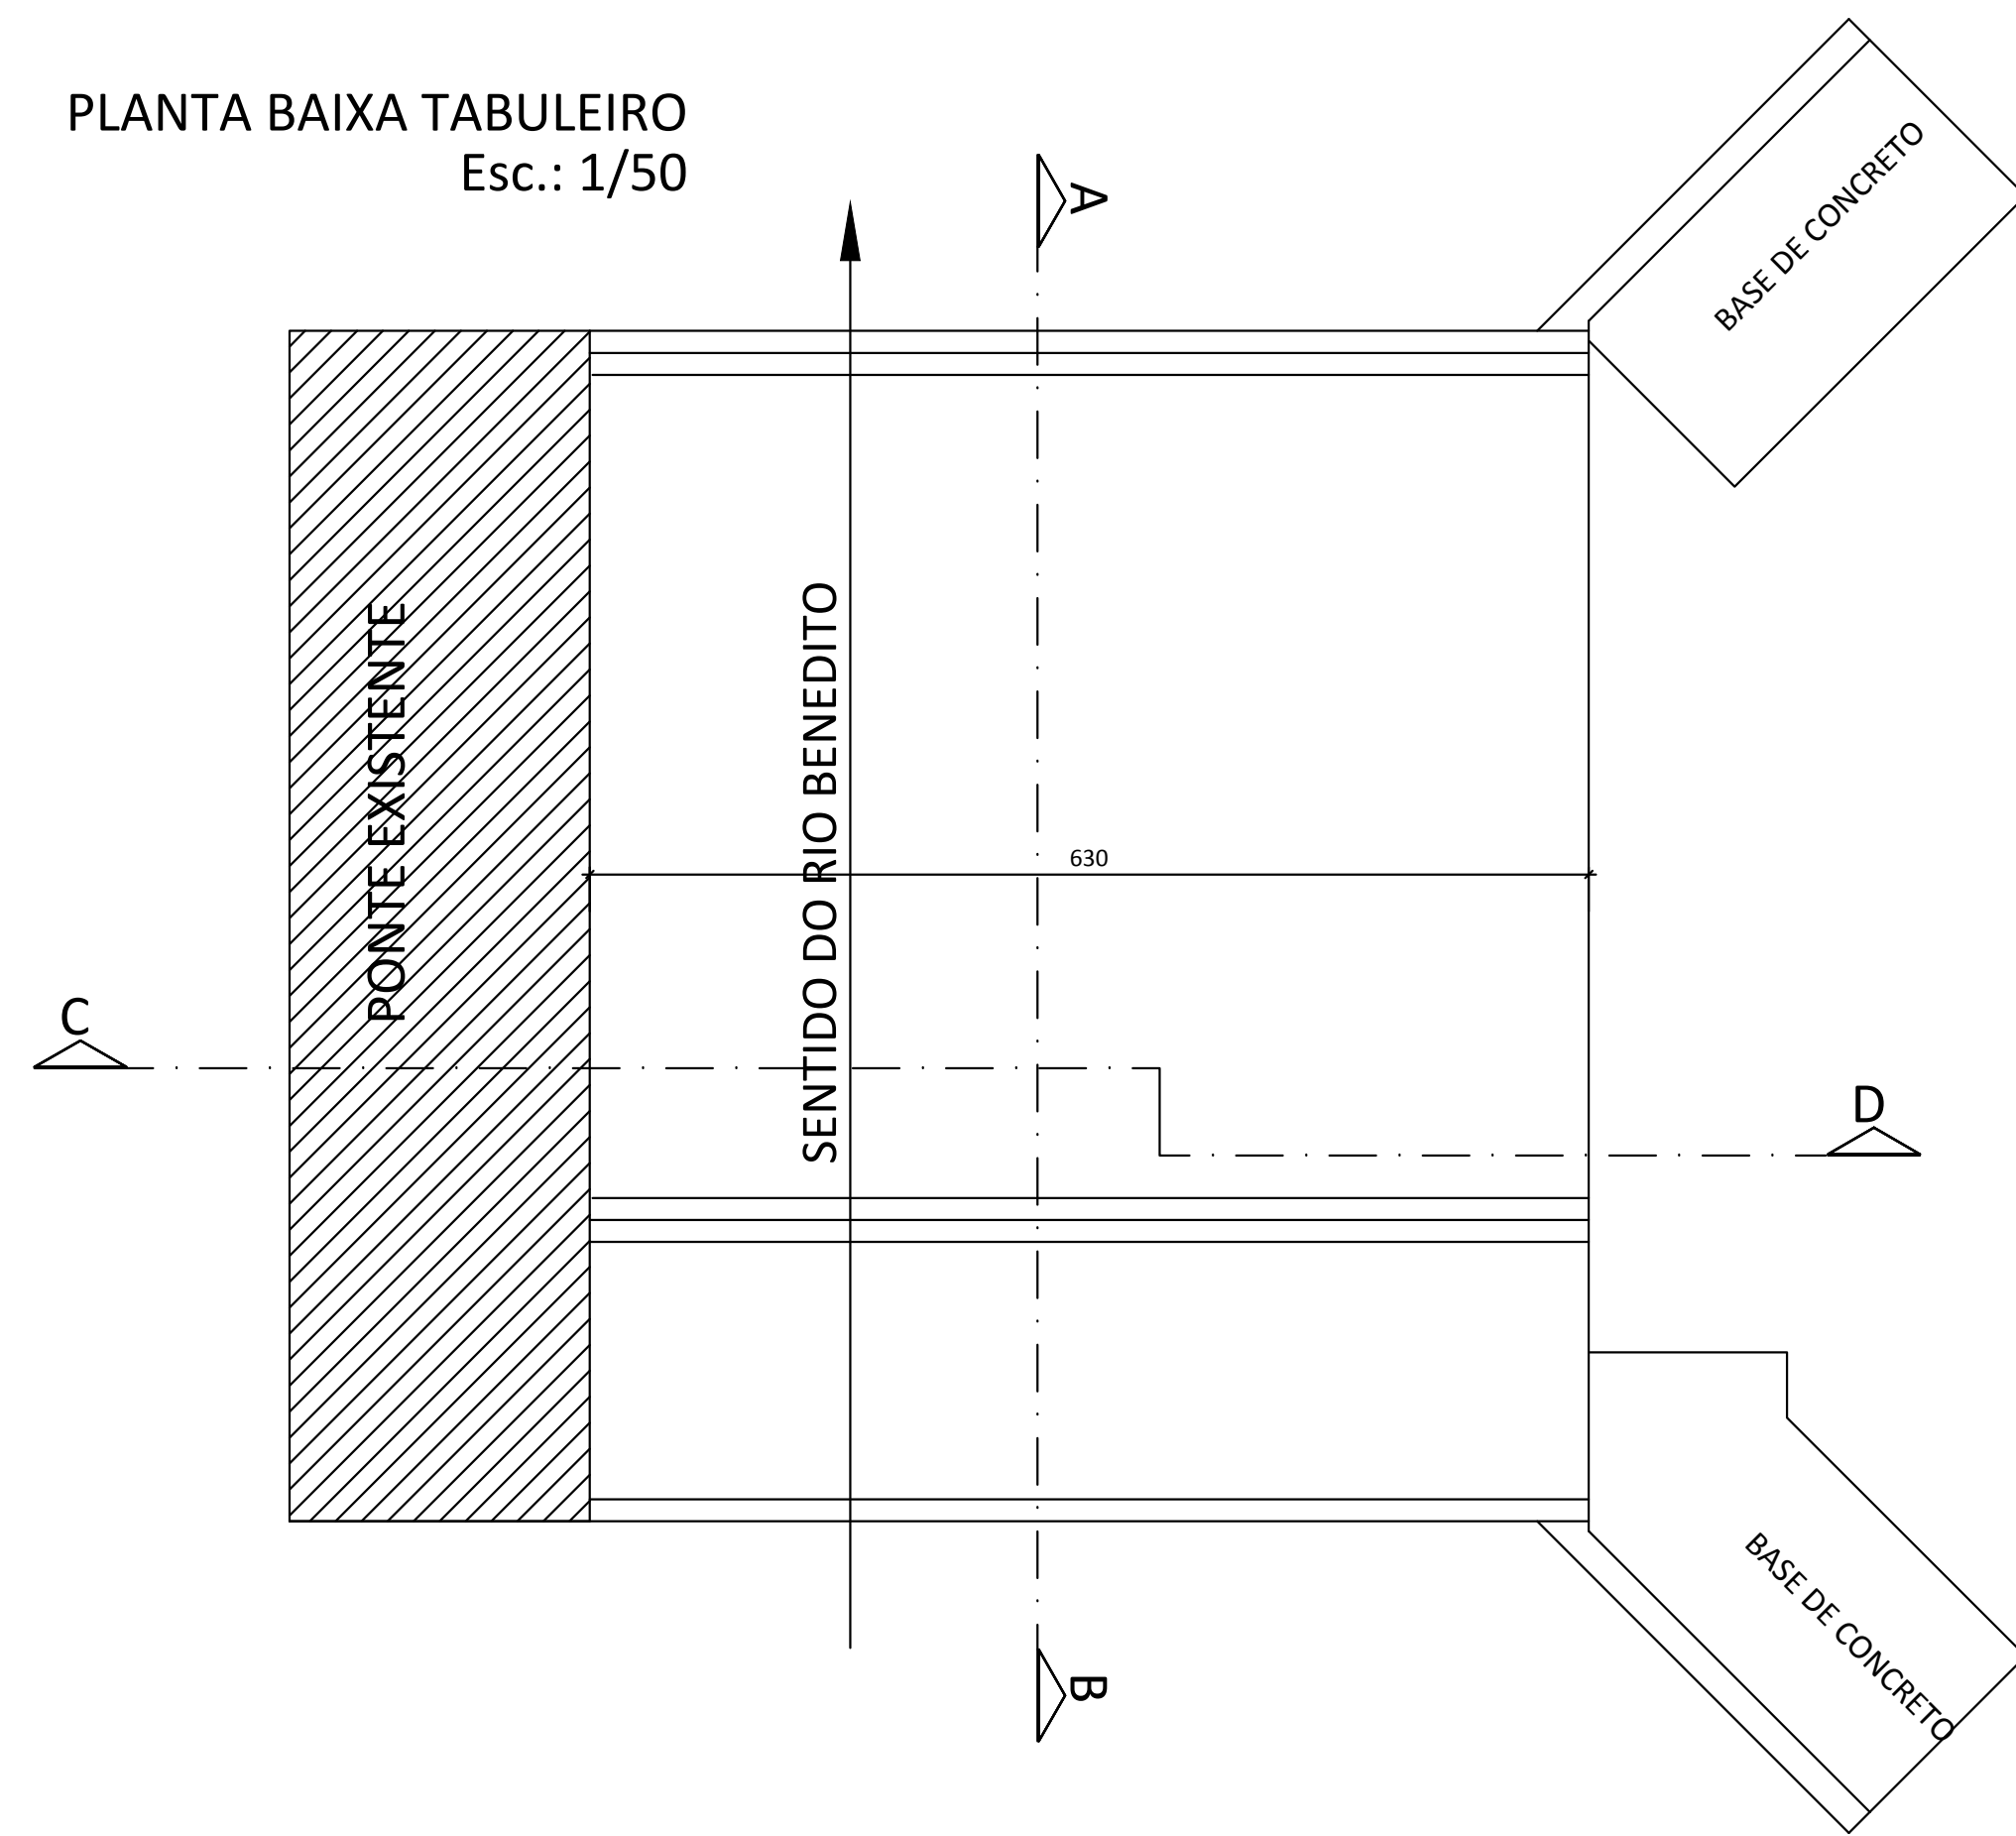 PLANTA BAIXA TABULEIRO
Esc.: 1/50
A
BASE DE CONCRETO
PONTE EXISTENTE
SENTIDO DO RIO BENEDITO
630
C
D
BASE DE CONCRETO
B